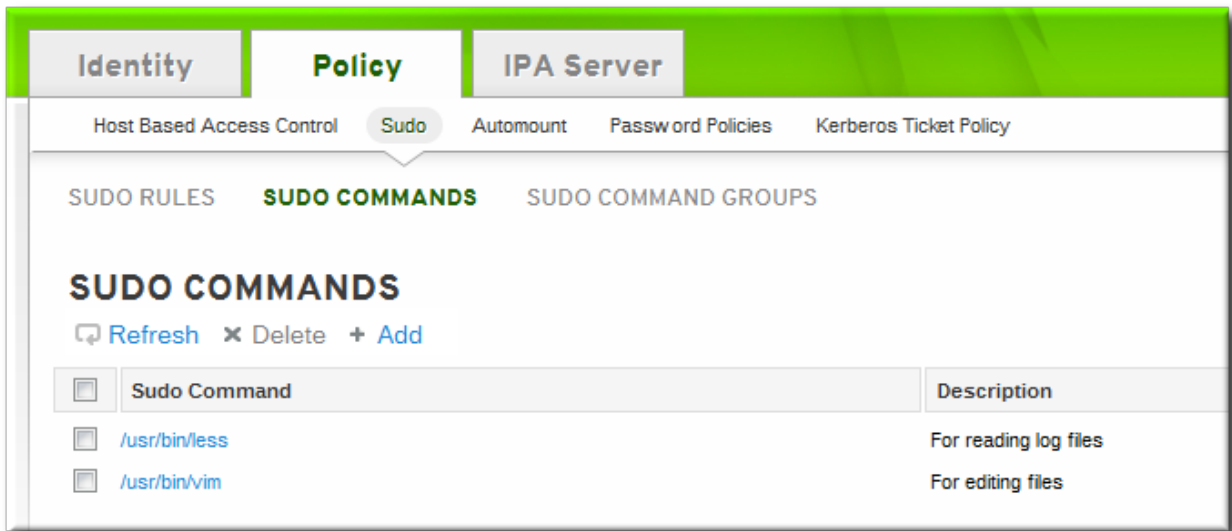 Identity Policy IPA Server
Host Based Access Control Sudo Automount Password Policies Kerberos Ticket Policy
SUDO RULES SUDO COMMANDS SUDO COMMAND GROUPS
SUDO COMMANDS
Refresh Delete + Add
Sudo Command Description
/usr/bin/less For reading log files
/usr/bin/vim For editing files